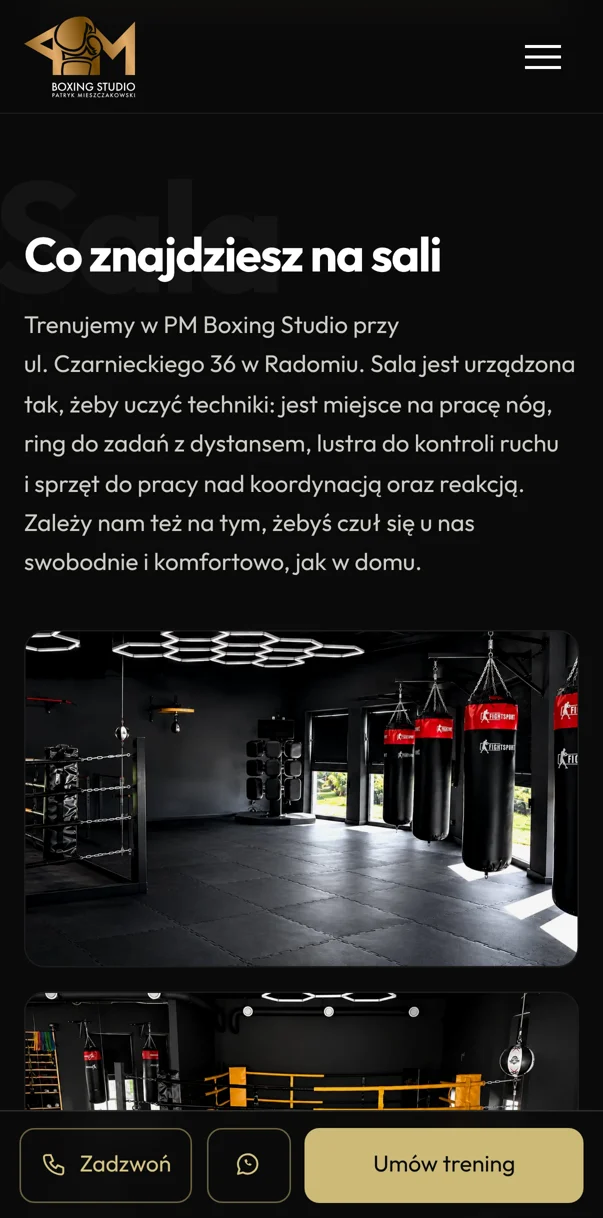 PM
BOXING STUDIO
PATRYK MIESZCZAKOWSKI
Sala
Co znajdziesz na sali
Trenujemy w PM Boxing Studio przy
ul. Czarnieckiego 36 w Radomiu. Sala jest urządzona
tak, żeby uczyć techniki: jest miejsce na pracę nóg,
ring do zadań z dystansem, lustra do kontroli ruchu
i sprzęt do pracy nad koordynacją oraz reakcją.
Zależy nam też na tym, żebyś czuł się u nas
swobodnie i komfortowo, jak w domu.
FIGHTSPORT
FIGHTSPORT
Zadzwoń
Umów trening